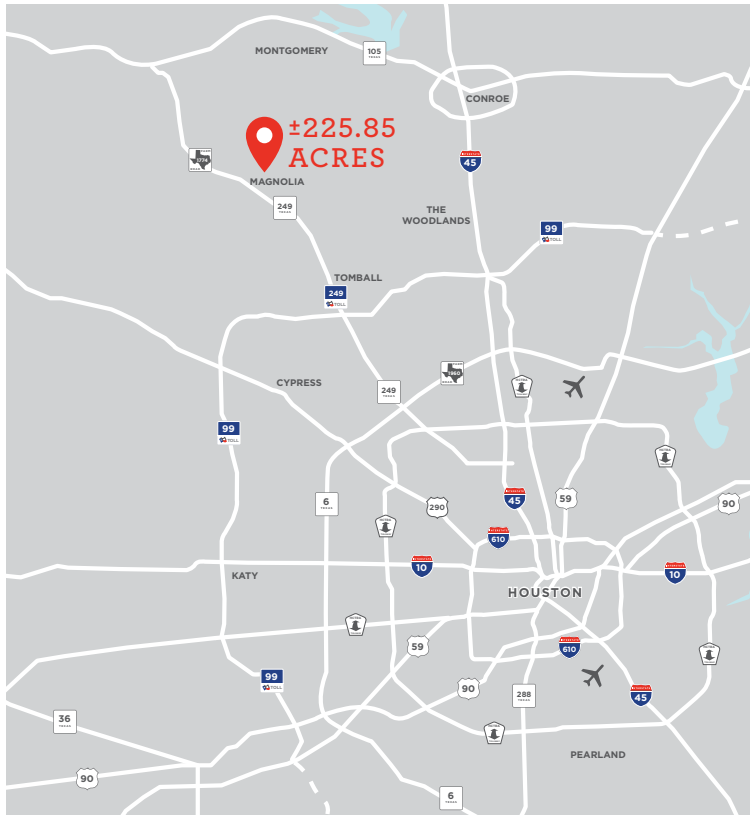 MONTGOMERY
105
TEXAS
CONROE
±225.85
ACRES
1774
ROAD
45
MAGNOLIA
249
TEXAS
THE
WOODLANDS
99
TOLL
TOMBALL
249
TOLL
1960
ROAD
CYPRESS
249
TEXAS
99
TOLL
6
TEXAS
290
45
59
90
610
10
10
KATY
HOUSTON
59
610
99
TOLL
90
288
TEXAS
45
36
TEXAS
PEARLAND
90
6
TEXAS